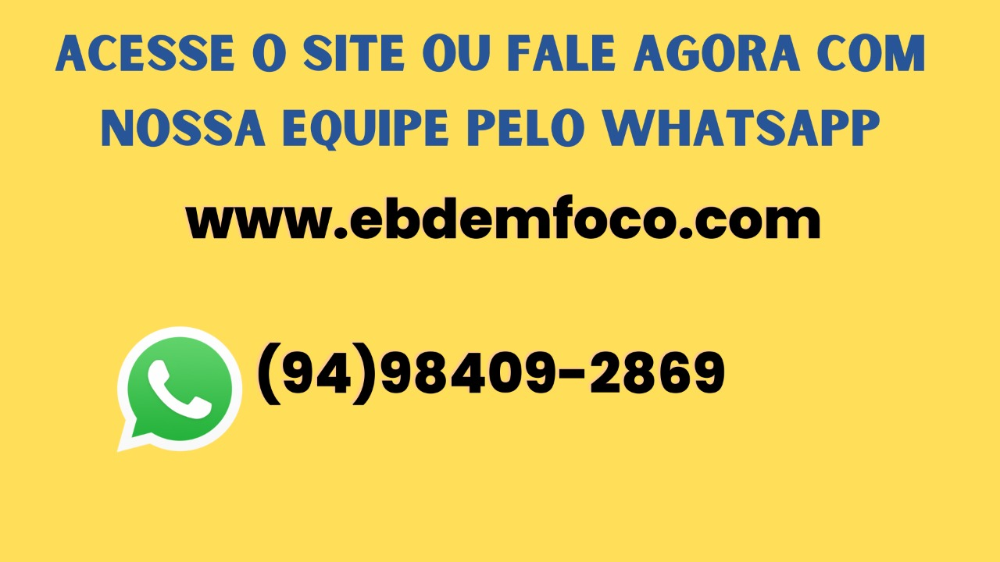 ACESSE O SITE OU FALE AGORA COM
NOSSA EQUIPE PELO WHATSAPP
www.ebdemfoco.com
(94)98409-2869